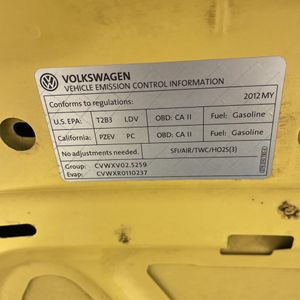 VOLKSWAGEN
VEHICLE EMISSION CONTROL INFORMATION
Conforms to regulations: 2012 MY
U.S. EPA: T2B3 LDV OBD: CA II Fuel: Gasoline
California: PZEV PC OBD: CA II Fuel: Gasoline
No adjustments needed. SFI/AIR/TWC/HO2S(3)
Group: CVWXV02.5259
Evap: CVWXR0110237